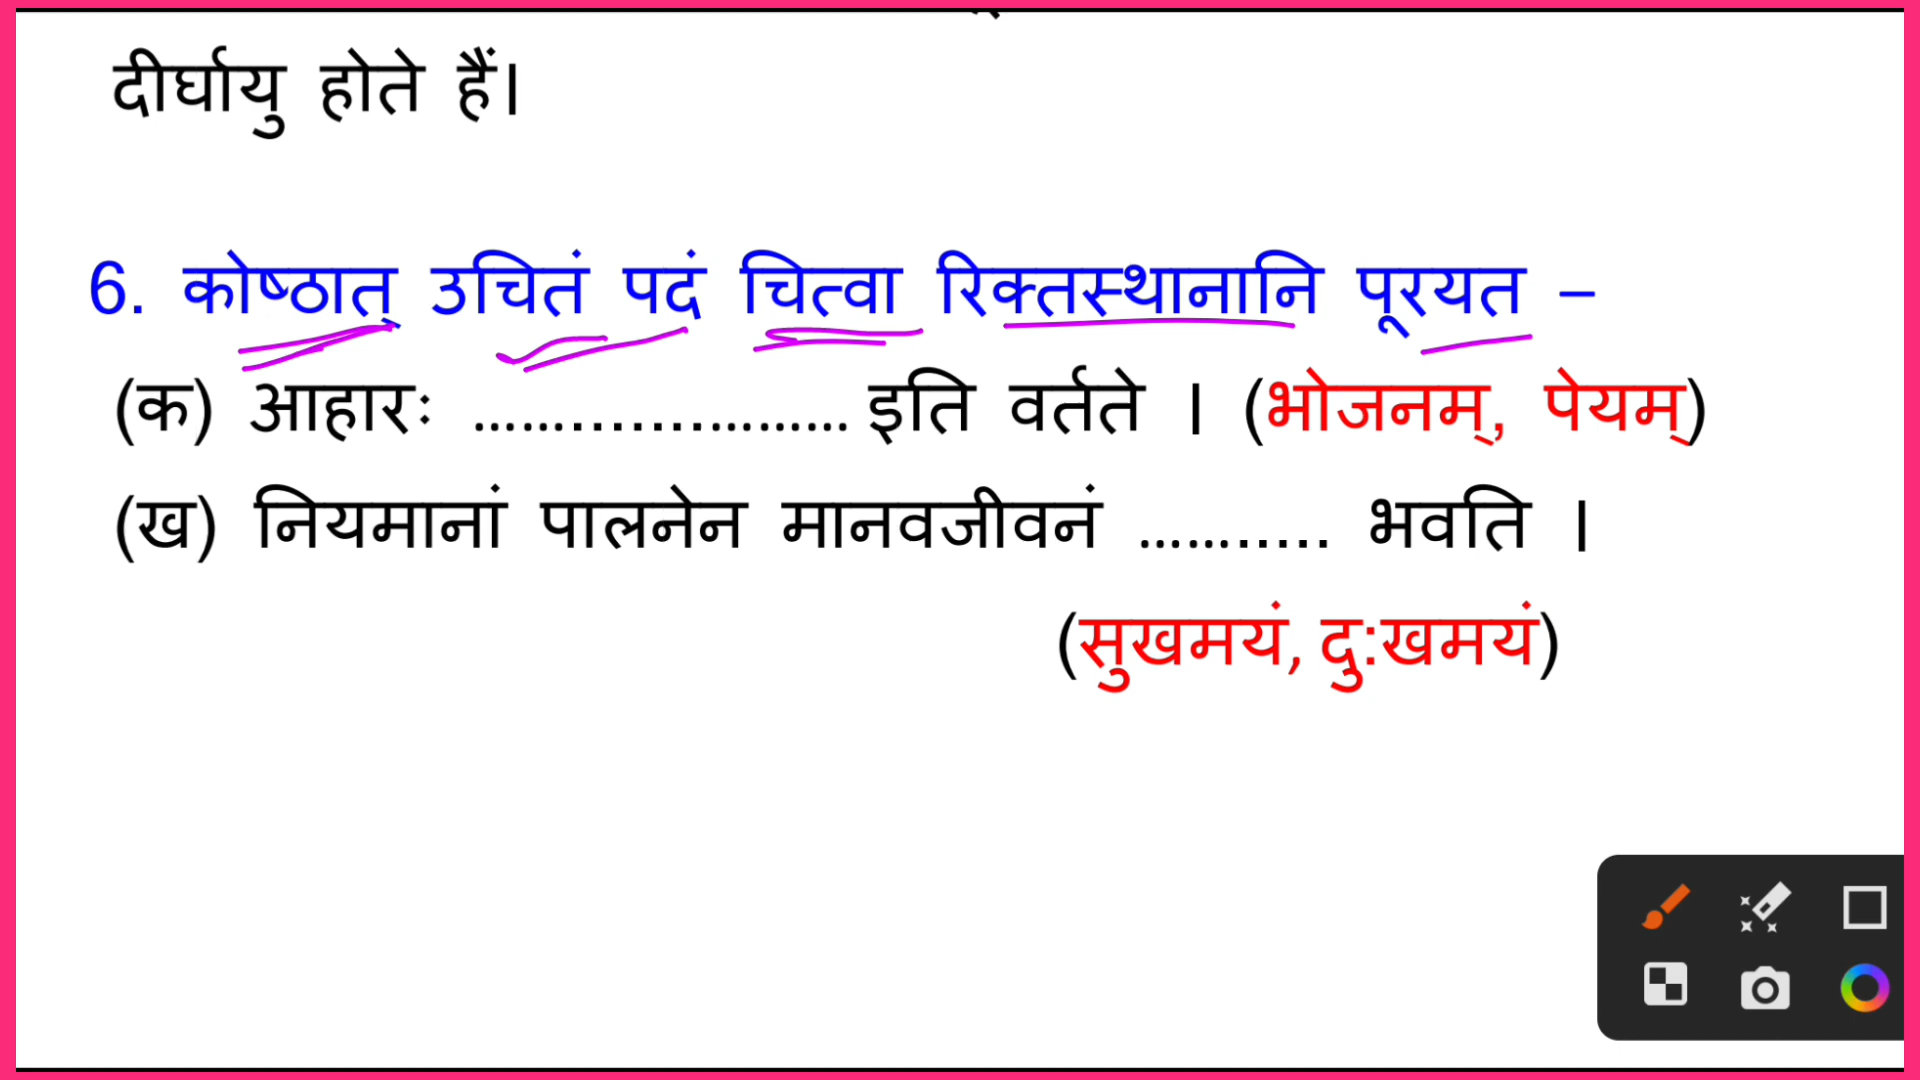 दीर्घायु होते हैं।
6. कोष्ठात् उचितं पदं चित्वा रिक्तस्थानानि पूरयत –
(क) आहारः ........................ इति वर्तते । (भोजनम्, पेयम्)
(ख) नियमानां पालनेन मानवजीवनं ............ भवति ।
(सुखमयं, दु:खमयं)